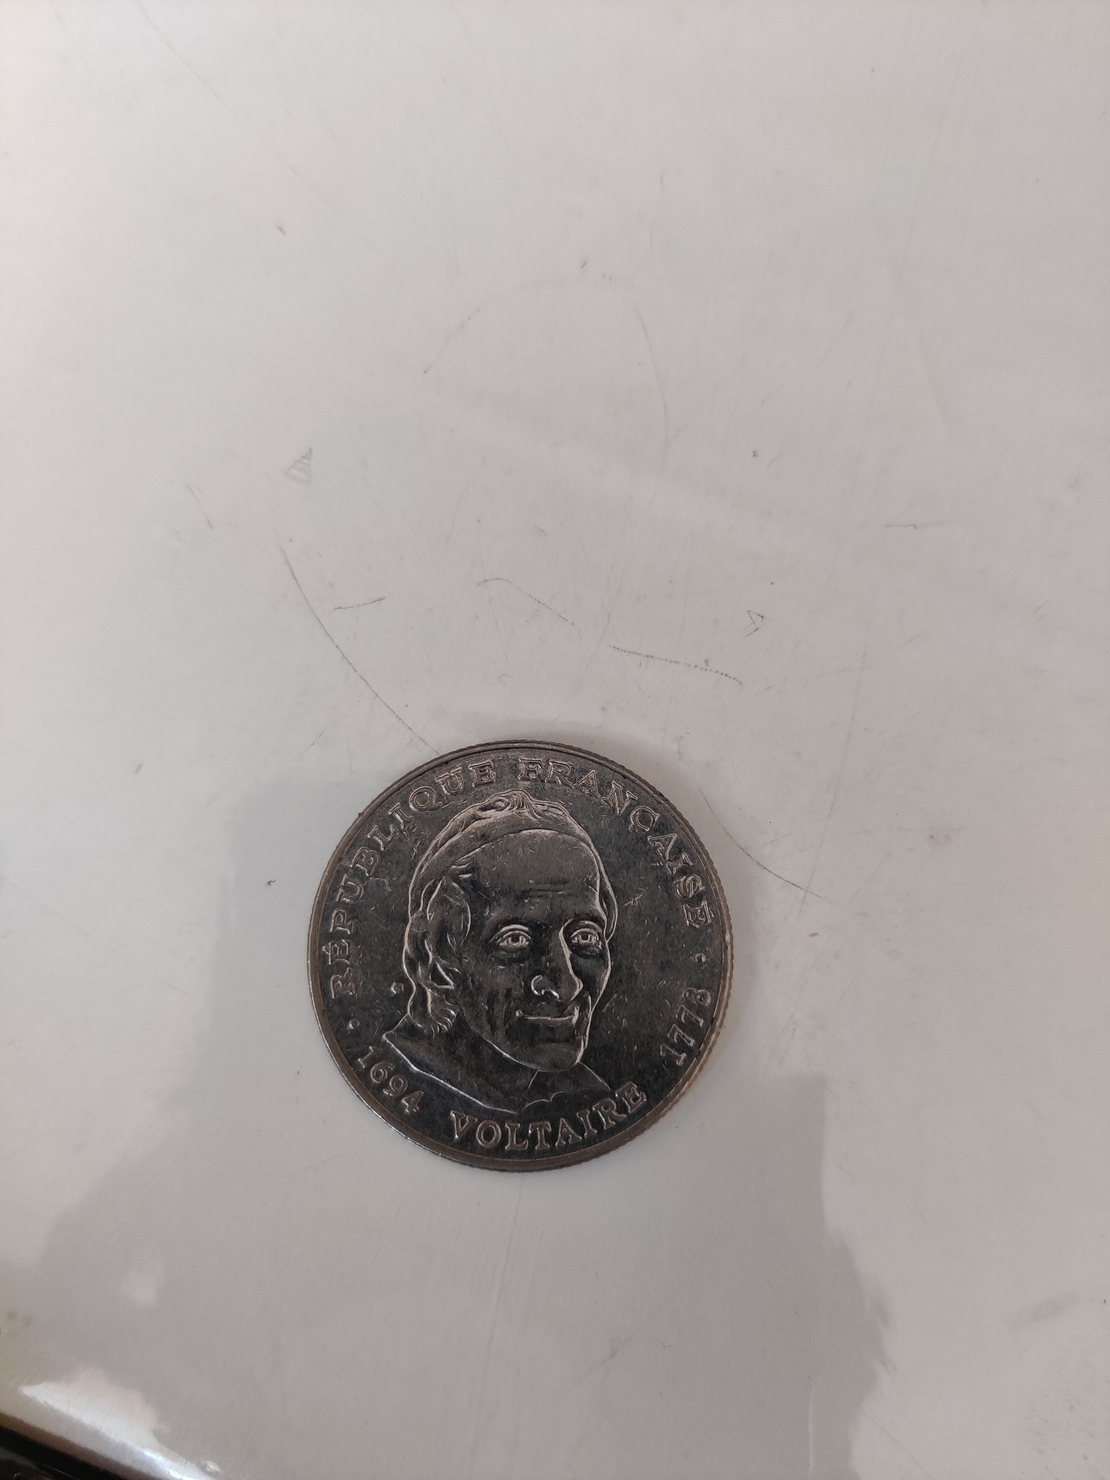 · RÉPUBLIQUE FRANÇAISE ·
1694 VOLTAIRE 1778